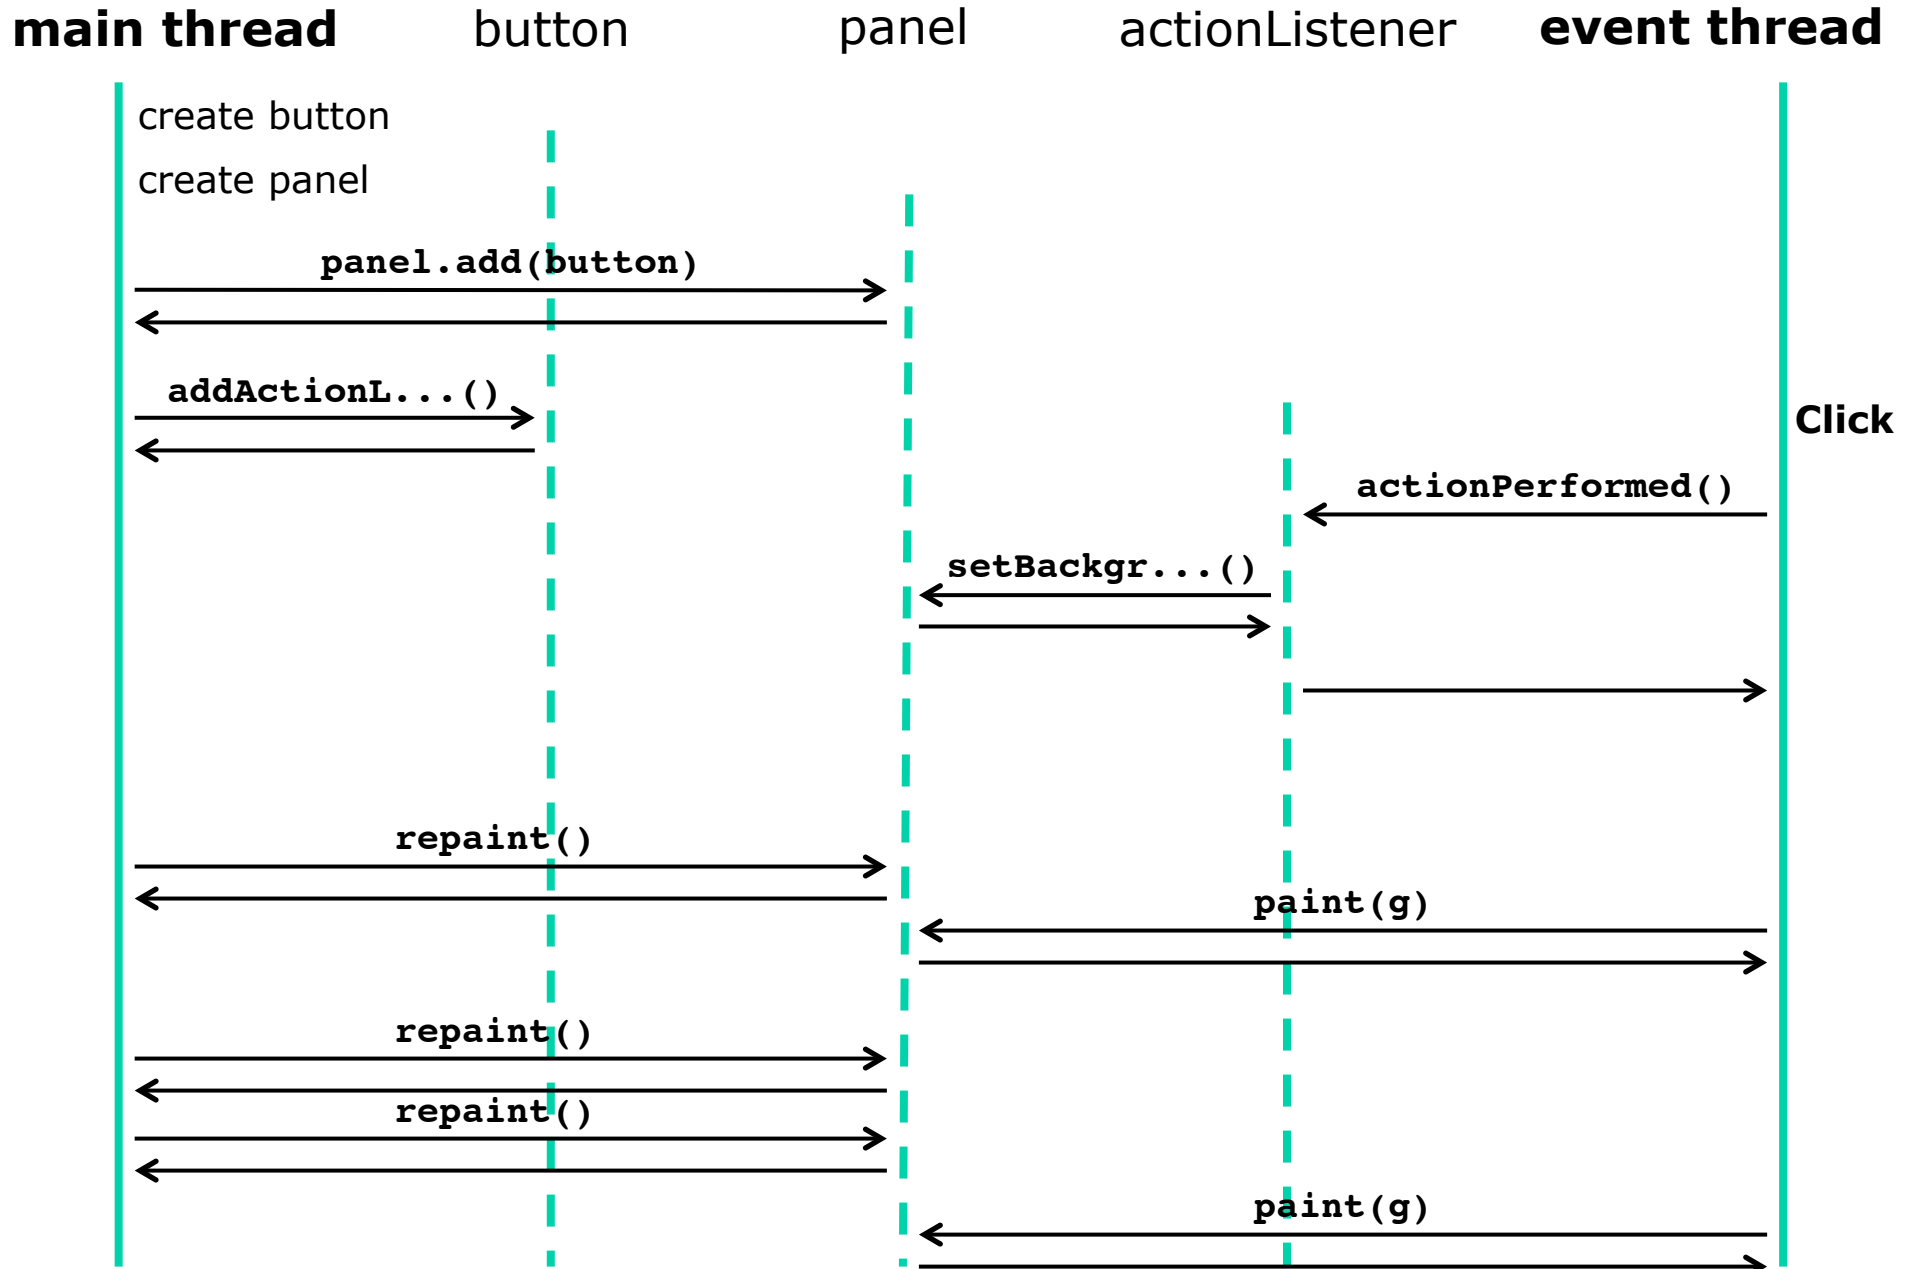 main thread
button
panel
actionListener
event thread
create button
create panel
panel.add(button)
addActionL...()
Click
actionPerformed()
setBackgr...()
repaint()
paint(g)
repaint()
repaint()
paint(g)